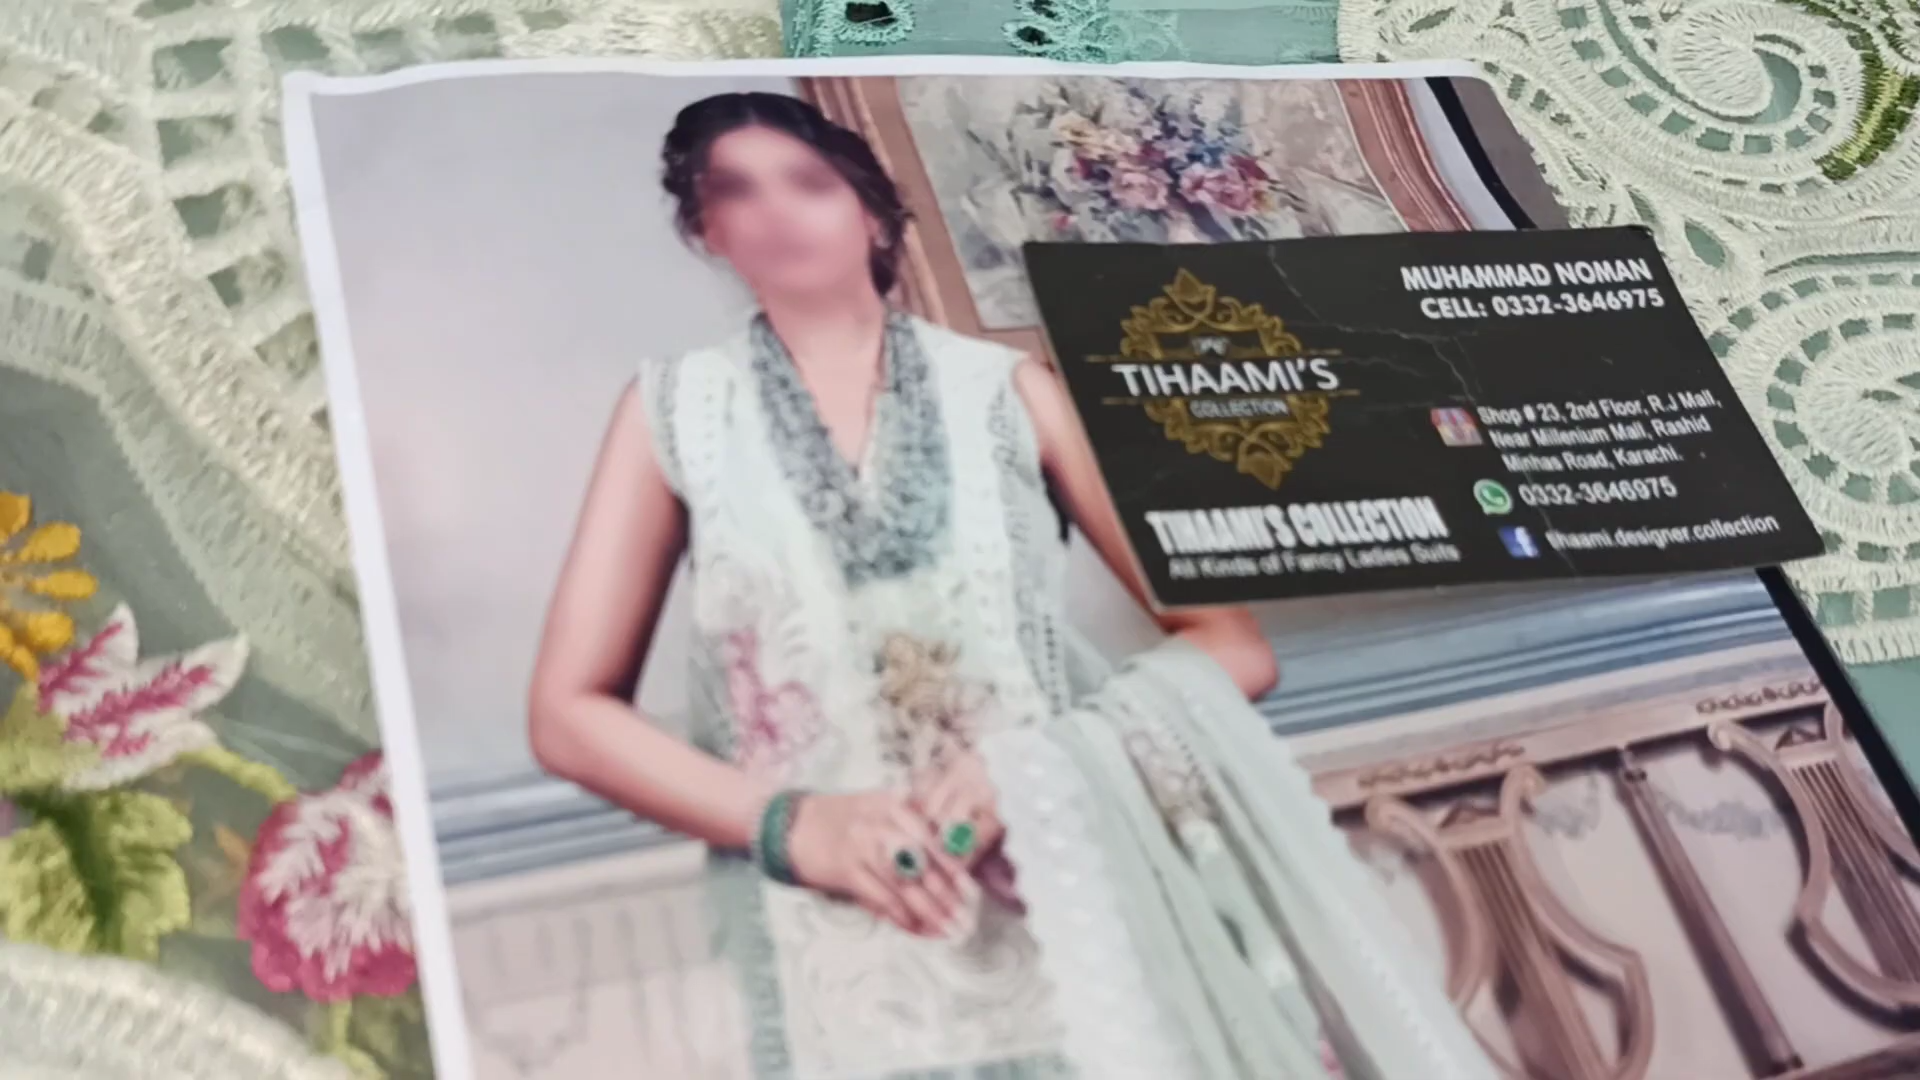 MUHAMMAD NOMAN
CELL: 0332-3646975
TIHAAMI'S
COLLECTION
Shop # 23, 2nd Floor, R.J Mall,
Near Millenium Mall, Rashid
Minhas Road, Karachi.
0332-3646975
tihaami.designer.collection
TIHAAMI'S COLLECTION
All Kinds of Fancy Ladies Suits